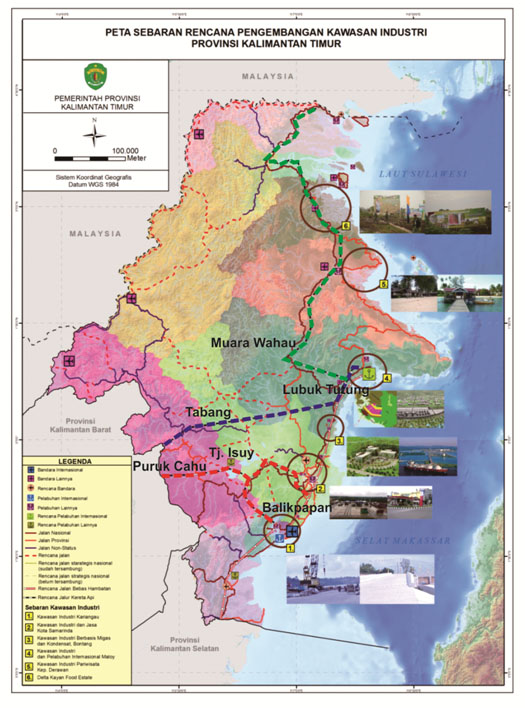 PETA SEBARAN RENCANA PENGEMBANGAN KAWASAN INDUSTRI
PROVINSI KALIMANTAN TIMUR
PEMERINTAH PROVINSI
KALIMANTAN TIMUR
N
0 100.000
Meter
Sistem Koordinat Geografis
Datum WGS 1984
MALAYSIA
MALAYSIA
LAUT SULAWESI
6
5
Muara Wahau
Lubuk Tutung
4
Tabang
Provinsi
Kalimantan Barat
3
Tj. Isuy
Puruk Cahu
2
Balikpapan
1
SELAT MAKASSAR
Provinsi
Kalimantan Selatan
LEGENDA
Bandara Internasional
Bandara Lainnya
Rencana Bandara
Pelabuhan Internasional
Pelabuhan Lainnya
Rencana Pelabuhan Internasional
Rencana Pelabuhan Lainnya
Jalan Nasional
Jalan Provinsi
Jalan Non-Status
Rencana jalan
Rencana jalan staralegis nasional
(sudah tersambung)
Rencana jalan strategis nasional
(belum tersambung)
Rencana Jalan Bebas Hambatan
Rencana Jalur Kereta Api
Sebaran Kawasan Industri
1 Kawasan Industri Kariangau
2 Kawasan Industri dan Jasa
Kota Samarinda
3 Kawasan Industri Berbasis Migas
dan Kondensat, Bontang
4 Kawasan Industri
dan Pelabuhan Internasional Maloy
5 Kawasan Industri Pariwisata
Kep. Derawan
6 Delta Kayan Food Estate